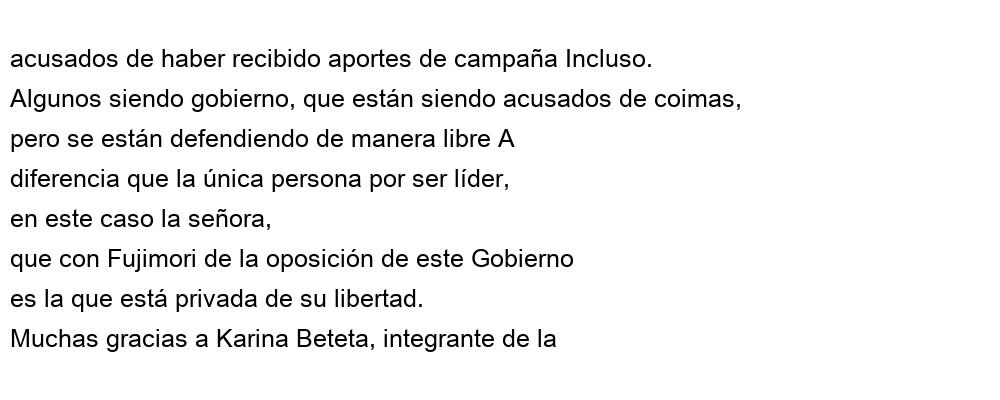 acusados de haber recibido aportes de campaña Incluso.
Algunos siendo gobierno, que están siendo acusados de coimas,
pero se están defendiendo de manera libre A
diferencia que la única persona por ser líder,
en este caso la señora,
que con Fujimori de la oposición de este Gobierno
es la que está privada de su libertad.
Muchas gracias a Karina Beteta, integrante de la